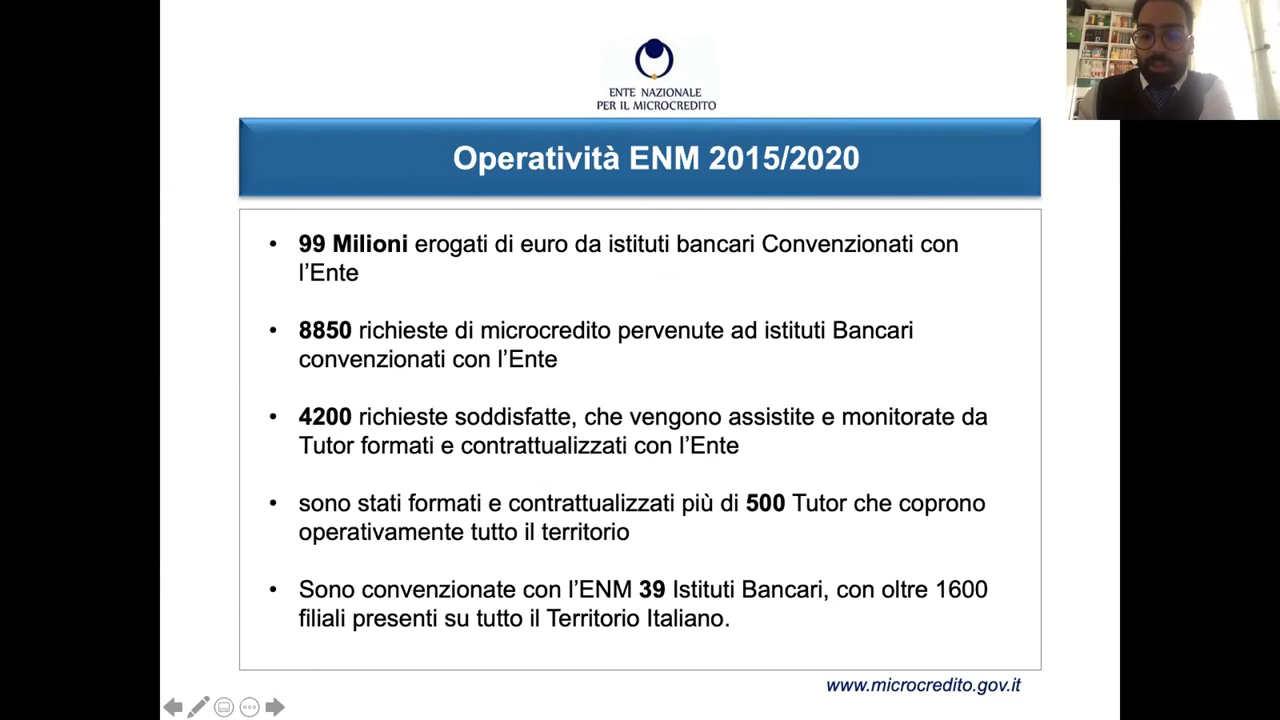 ENTE NAZIONALE
PER IL MICROCREDITO
Operatività ENM 2015/2020
• 99 Milioni erogati di euro da istituti bancari Convenzionati con
l’Ente
• 8850 richieste di microcredito pervenute ad istituti Bancari
convenzionati con l’Ente
• 4200 richieste soddisfatte, che vengono assistite e monitorate da
Tutor formati e contrattualizzati con l’Ente
• sono stati formati e contrattualizzati più di 500 Tutor che coprono
operativamente tutto il territorio
• Sono convenzionate con l’ENM 39 Istituti Bancari, con oltre 1600
filiali presenti su tutto il Territorio Italiano.
www.microcredito.gov.it